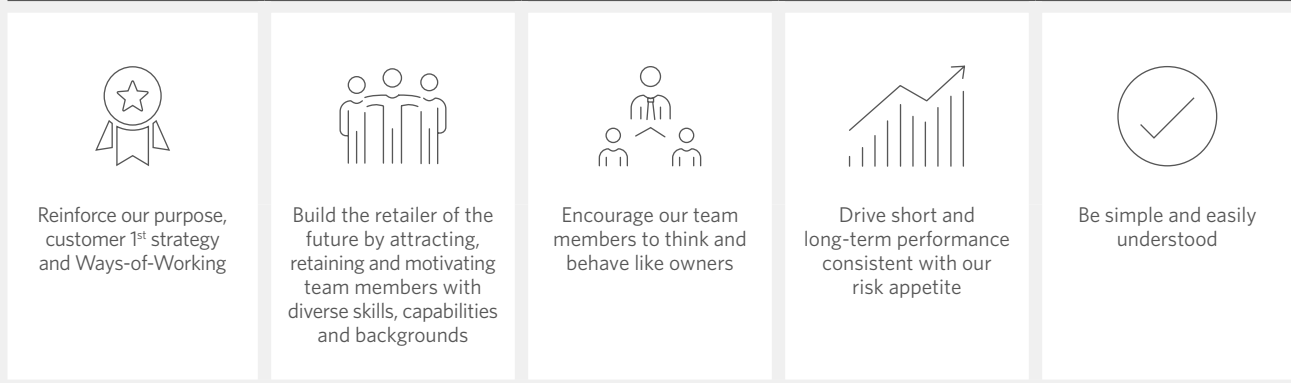 Reinforce our purpose,
customer 1st strategy
and Ways-of-Working
Build the retailer of the
future by attracting,
retaining and motivating
team members with
diverse skills, capabilities
and backgrounds
Encourage our team
members to think and
behave like owners
Drive short and
long-term performance
consistent with our
risk appetite
Be simple and easily
understood